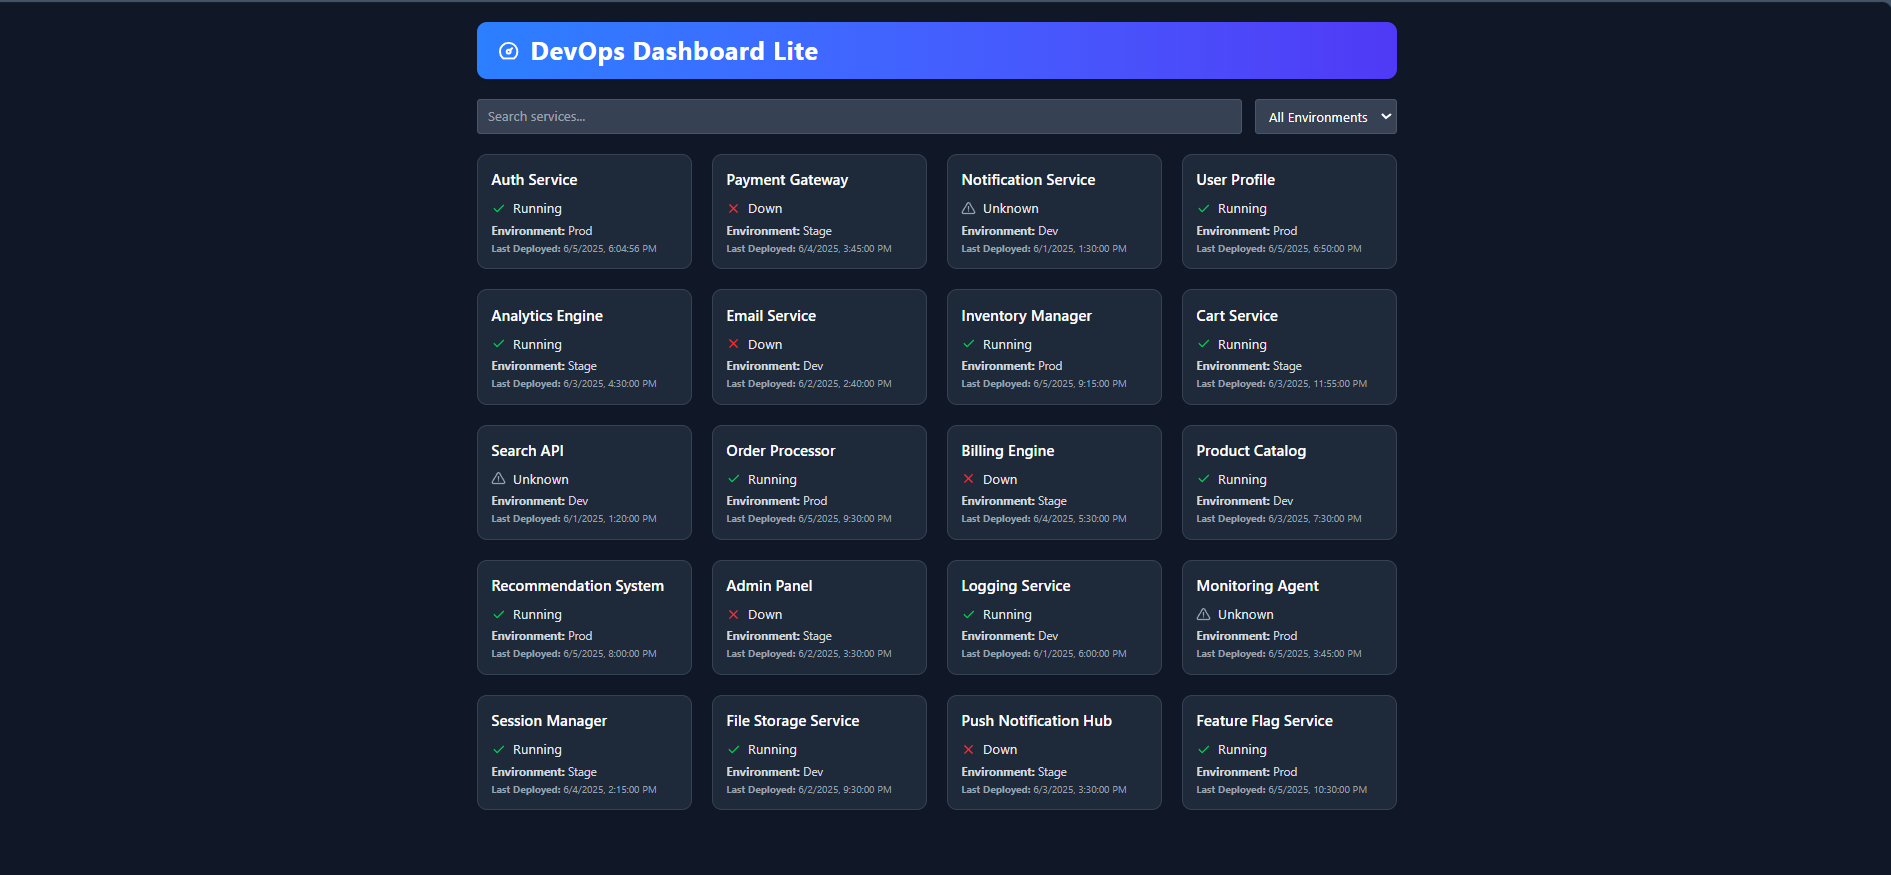 DevOps Dashboard Lite
Search services...
All Environments
Auth Service
Running
Environment: Prod
Last Deployed: 6/5/2025, 6:04:56 PM
Payment Gateway
Down
Environment: Stage
Last Deployed: 6/4/2025, 3:45:00 PM
Notification Service
Unknown
Environment: Dev
Last Deployed: 6/1/2025, 1:30:00 PM
User Profile
Running
Environment: Prod
Last Deployed: 6/5/2025, 6:50:00 PM
Analytics Engine
Running
Environment: Stage
Last Deployed: 6/3/2025, 4:30:00 PM
Email Service
Down
Environment: Dev
Last Deployed: 6/2/2025, 2:40:00 PM
Inventory Manager
Running
Environment: Prod
Last Deployed: 6/5/2025, 9:15:00 PM
Cart Service
Running
Environment: Stage
Last Deployed: 6/3/2025, 11:55:00 PM
Search API
Unknown
Environment: Dev
Last Deployed: 6/1/2025, 1:20:00 PM
Order Processor
Running
Environment: Prod
Last Deployed: 6/5/2025, 9:30:00 PM
Billing Engine
Down
Environment: Stage
Last Deployed: 6/4/2025, 5:30:00 PM
Product Catalog
Running
Environment: Dev
Last Deployed: 6/3/2025, 7:30:00 PM
Recommendation System
Running
Environment: Prod
Last Deployed: 6/5/2025, 8:00:00 PM
Admin Panel
Down
Environment: Stage
Last Deployed: 6/2/2025, 3:30:00 PM
Logging Service
Running
Environment: Dev
Last Deployed: 6/1/2025, 6:00:00 PM
Monitoring Agent
Unknown
Environment: Prod
Last Deployed: 6/5/2025, 3:45:00 PM
Session Manager
Running
Environment: Stage
Last Deployed: 6/4/2025, 2:15:00 PM
File Storage Service
Running
Environment: Dev
Last Deployed: 6/2/2025, 9:30:00 PM
Push Notification Hub
Down
Environment: Stage
Last Deployed: 6/3/2025, 3:30:00 PM
Feature Flag Service
Running
Environment: Prod
Last Deployed: 6/5/2025, 10:30:00 PM